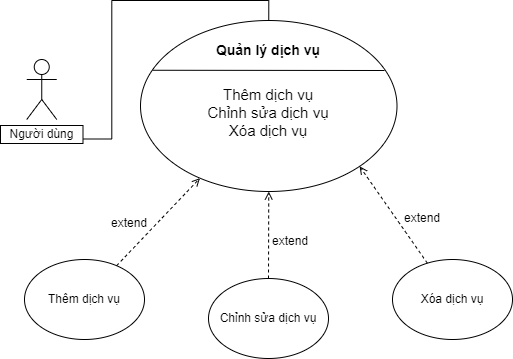 Quản lý dịch vụ
Thêm dịch vụ
Chỉnh sửa dịch vụ
Xóa dịch vụ
Người dùng
extend
extend
extend
Thêm dịch vụ
Chỉnh sửa dịch vụ
Xóa dịch vụ